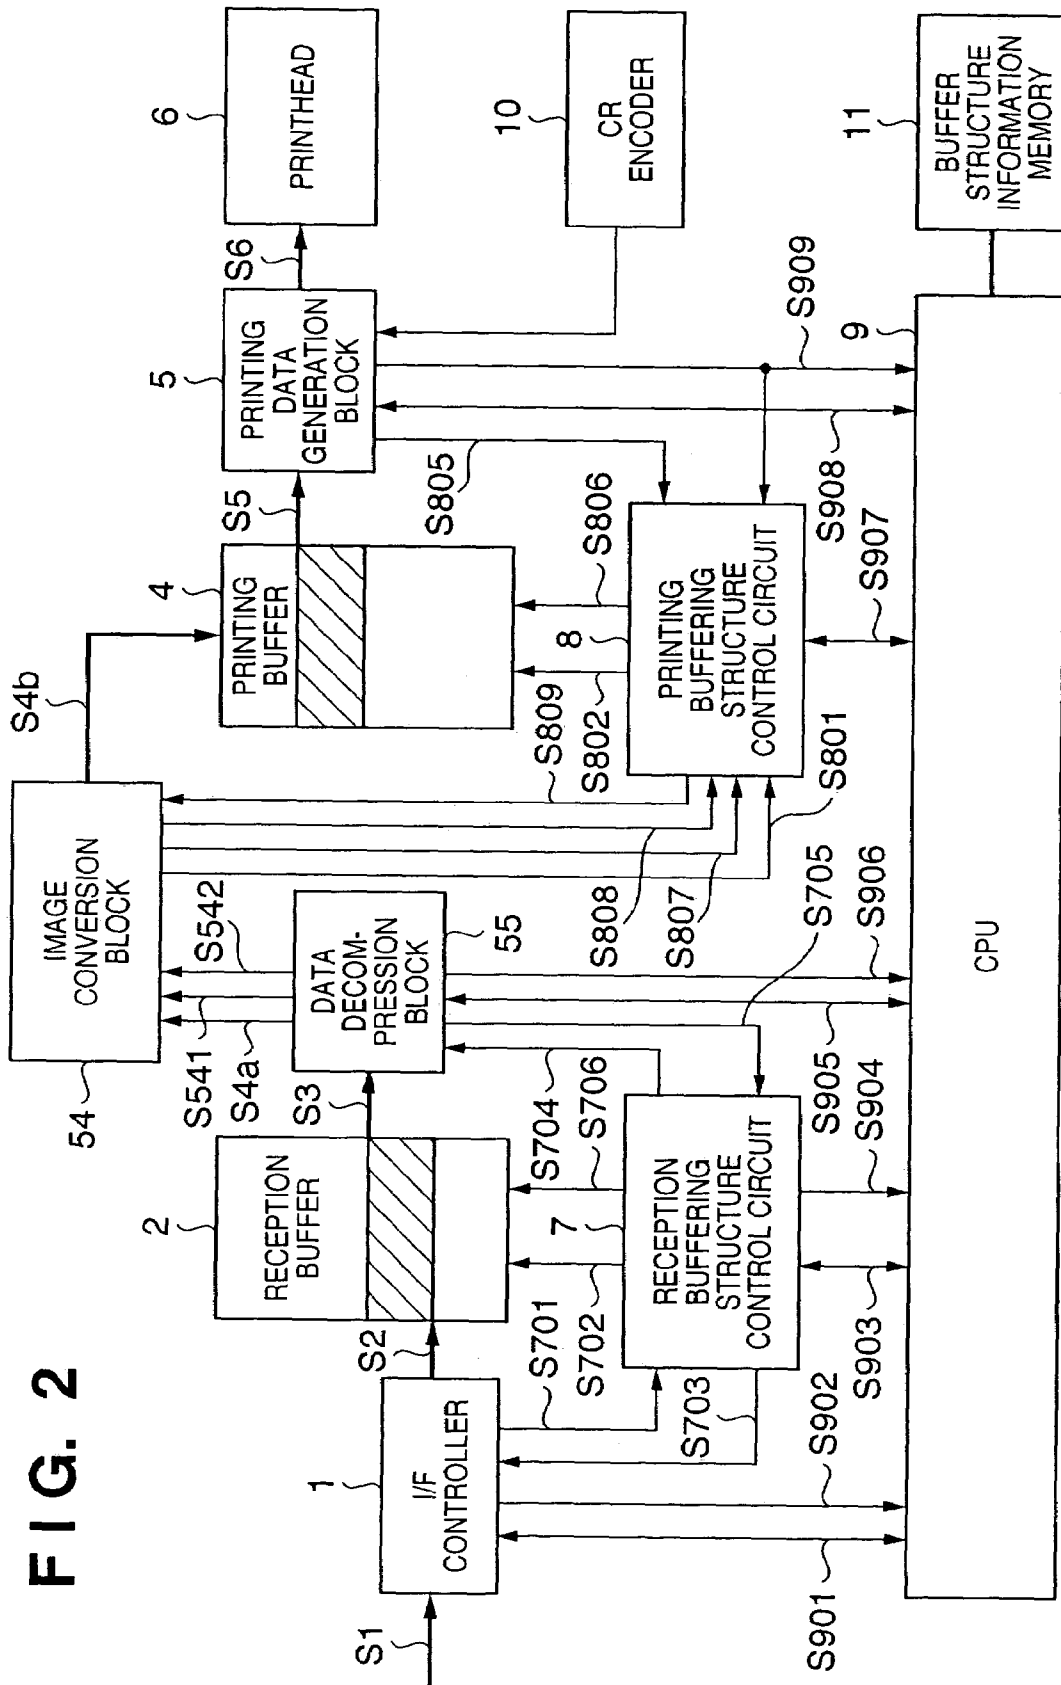 FIG. 2
S1
1
I/F
CONTROLLER
S2
2
RECEPTION
BUFFER
S3
54
IMAGE
CONVERSION
BLOCK
S4a
S541
S542
DATA
DECOM-
PRESSION
BLOCK
55
S4b
4
PRINTING
BUFFER
S5
5
PRINTING
DATA
GENERATION
BLOCK
S6
6
PRINTHEAD
10
CR
ENCODER
S701
S702
S703
7
RECEPTION
BUFFERING
STRUCTURE
CONTROL CIRCUIT
S704
S706
S705
S801
S807
S808
S809
S802
8
S806
S805
PRINTING
BUFFERING
STRUCTURE
CONTROL CIRCUIT
S901
S902
S903
S904
S905
S906
S907
S908
S909
9
CPU
11
BUFFER
STRUCTURE
INFORMATION
MEMORY